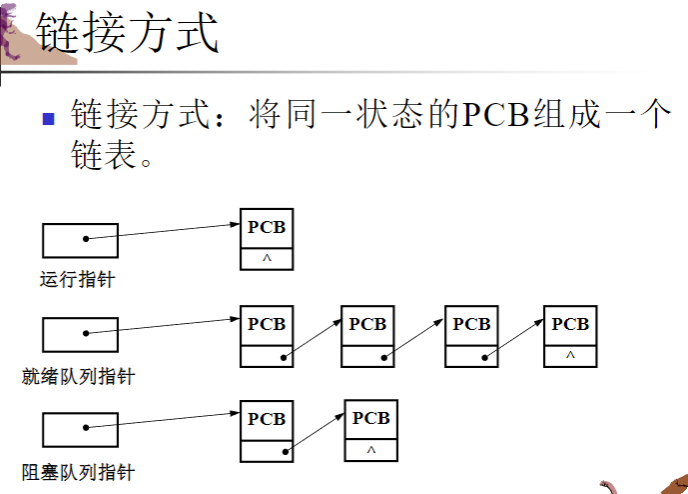 链接方式
链接方式：将同一状态的PCB组成一个
链表。
PCB
^
运行指针
PCB PCB PCB PCB
^
就绪队列指针
PCB PCB
^
阻塞队列指针